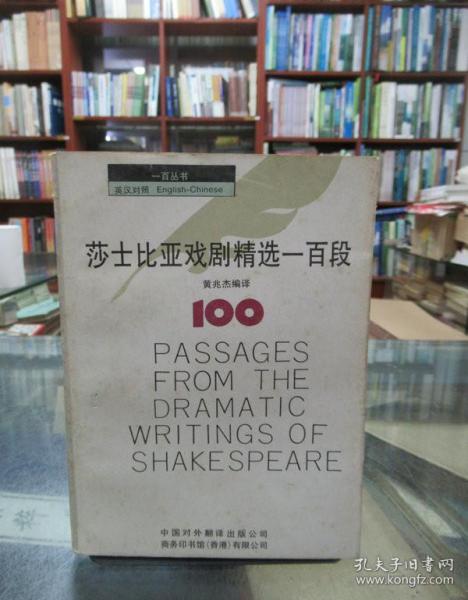 一百丛书
英汉对照 English-Chinese
莎士比亚戏剧精选一百段
黄兆杰编译
100
PASSAGES
FROM THE
DRAMATIC
WRITINGS OF
SHAKESPEARE
中国对外翻译出版公司
商务印书馆(香港)有限公司
孔夫子旧书网
www.kongfz.com